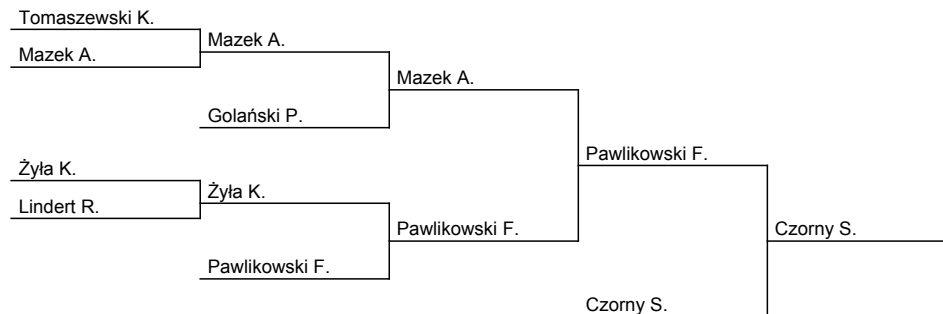 Tomaszewski K.
Mazek A.
Mazek A.
Mazek A.
Golański P.
Żyła K.
Pawlikowski F.
Lindert R.
Żyła K.
Pawlikowski F.
Czorny S.
Pawlikowski F.
Czorny S.